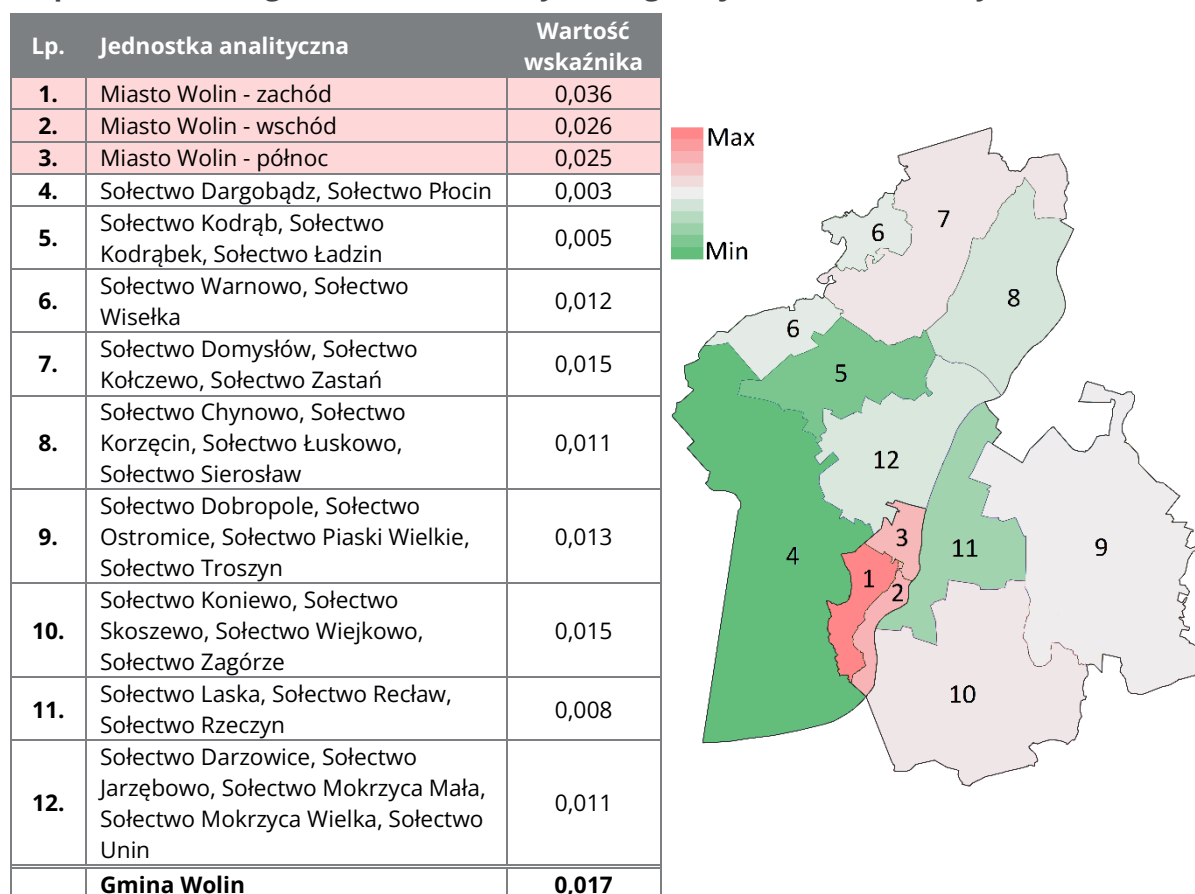 Lp. Jednostka analityczna Wartość wskaźnika
1. Miasto Wolin - zachód 0,036
2. Miasto Wolin - wschód 0,026
3. Miasto Wolin - północ 0,025
4. Sołectwo Dargobądz, Sołectwo Płocin 0,003
5. Sołectwo Kodrąb, Sołectwo
Kodrąbek, Sołectwo Ładzin 0,005
6. Sołectwo Warnowo, Sołectwo
Wisełka 0,012
7. Sołectwo Domysłów, Sołectwo
Kołczewo, Sołectwo Zastań 0,015
8. Sołectwo Chynowo, Sołectwo
Korzęcin, Sołectwo Łuskowo,
Sołectwo Sierosław 0,011
9. Sołectwo Dobropole, Sołectwo
Ostromice, Sołectwo Piaski Wielkie,
Sołectwo Troszyn 0,013
10. Sołectwo Koniewo, Sołectwo
Skoszewo, Sołectwo Wiejkowo,
Sołectwo Zagórze 0,015
11. Sołectwo Laska, Sołectwo Recław,
Sołectwo Rzeczyn 0,008
12. Sołectwo Darzowice, Sołectwo
Jarzębowo, Sołectwo Mokrzyca Mała,
Sołectwo Mokrzyca Wielka, Sołectwo
Unin 0,011
Gmina Wolin 0,017
Max
Min
7
6
8
6
5
12
3
11
9
4
1
2
10